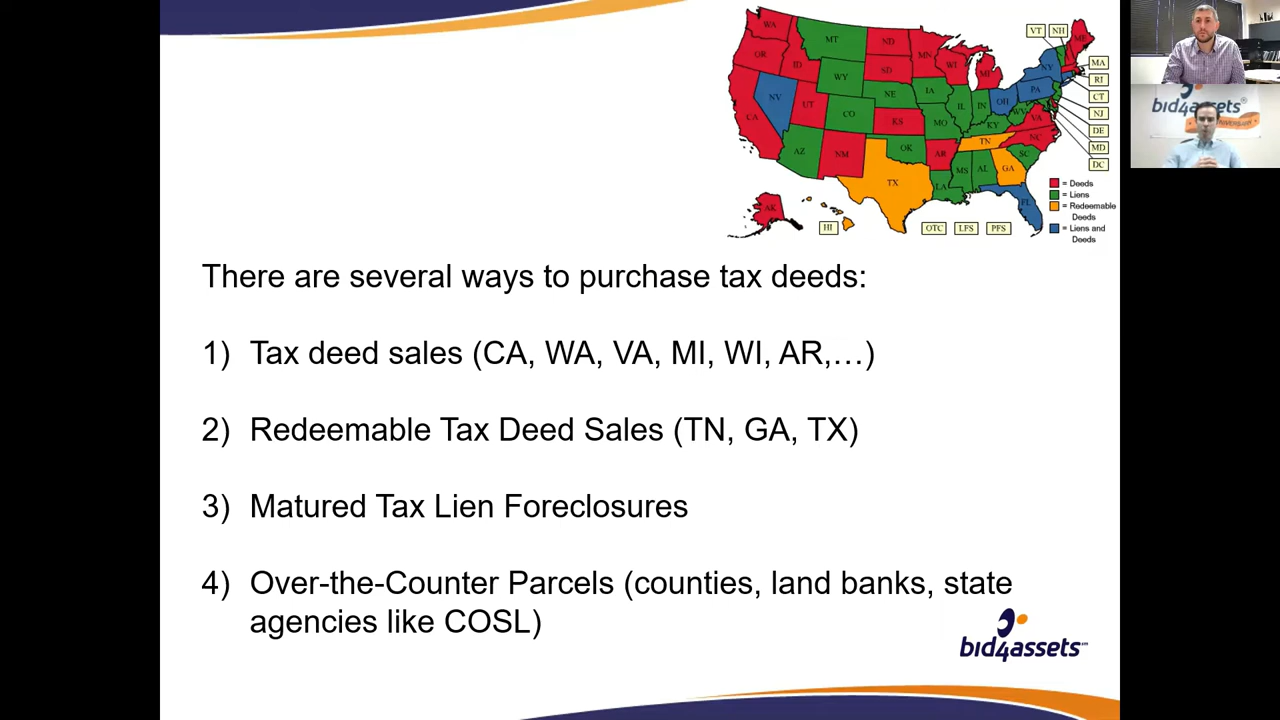 WA
MT
ND
MN
VT
NH
ME
OR
ID
SD
WI
MI
NY
MA
WY
RI
NV
NE
IA
PA
CT
UT
CO
IL
IN
OH
NJ
CA
KS
MO
WV
VA
DE
KY
MD
AZ
NM
OK
AR
TN
NC
DC
SC
TX
LA
MS
AL
GA
FL
AK
HI
OTC
LFS
PFS
= Deeds
= Liens
= Redeemable
Deeds
= Liens and
Deeds
bid4assets
There are several ways to purchase tax deeds:
1) Tax deed sales (CA, WA, VA, MI, WI, AR,…)
2) Redeemable Tax Deed Sales (TN, GA, TX)
3) Matured Tax Lien Foreclosures
4) Over-the-Counter Parcels (counties, land banks, state
agencies like COSL)
bid4assets